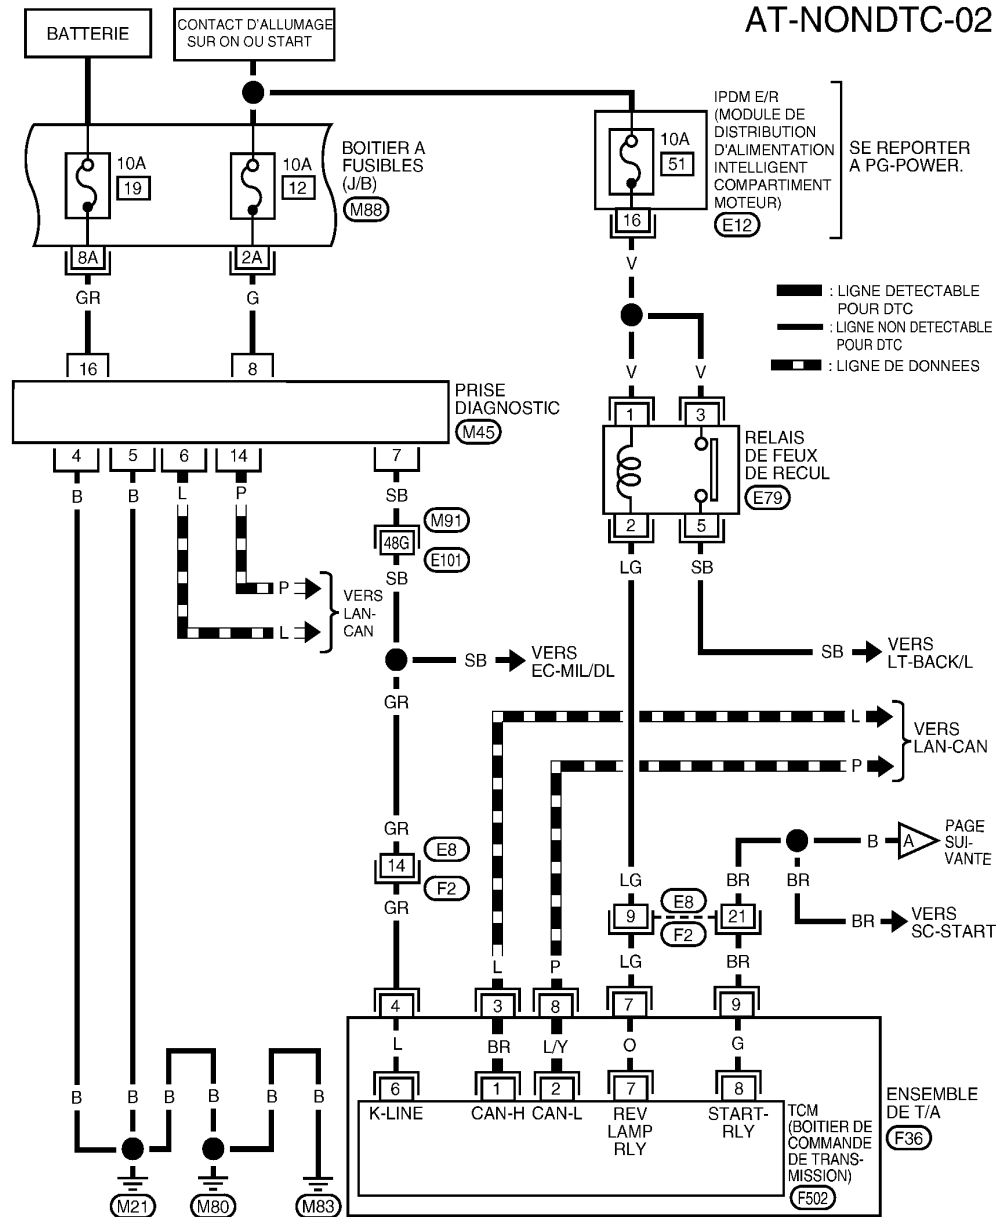 AT-NONDTC-02
BATTERIE
CONTACT D'ALLUMAGE
SUR ON OU START
10A
19
10A
12
BOITIER A
FUSIBLES
(J/B)
M88
10A
51
IPDM E/R
(MODULE DE
DISTRIBUTION
D'ALIMENTATION
INTELLIGENT
COMPARTIMENT
MOTEUR)
E12
SE REPORTER
A PG-POWER.
16
8A
2A
GR
G
V
: LIGNE DETECTABLE
POUR DTC
: LIGNE NON DETECTABLE
POUR DTC
: LIGNE DE DONNEES
16
8
V
V
PRISE
DIAGNOSTIC
M45
1
3
RELAIS
DE FEUX
DE RECUL
E79
4
5
6
14
7
B
B
L
P
SB
2
5
LG
SB
48G
M91
E101
SB
P
L
VERS
LAN-
CAN
SB
VERS
EC-MIL/DL
SB
VERS
LT-BACK/L
GR
L
P
VERS
LAN-CAN
GR
14
E8
F2
GR
B
A
PAGE
SUI-
VANTE
LG
BR
BR
9
E8
F2
21
BR
VERS
SC-START
L
P
LG
BR
4
3
8
7
9
L
BR
L/Y
O
G
6
1
2
7
8
K-LINE
CAN-H
CAN-L
REV
LAMP
RLY
START-
RLY
TCM
(BOITIER DE
COMMANDE
DE TRANS-
MISSION)
F502
ENSEMBLE
DE T/A
F36
B
B
B
B
B
B
M21
M80
M83